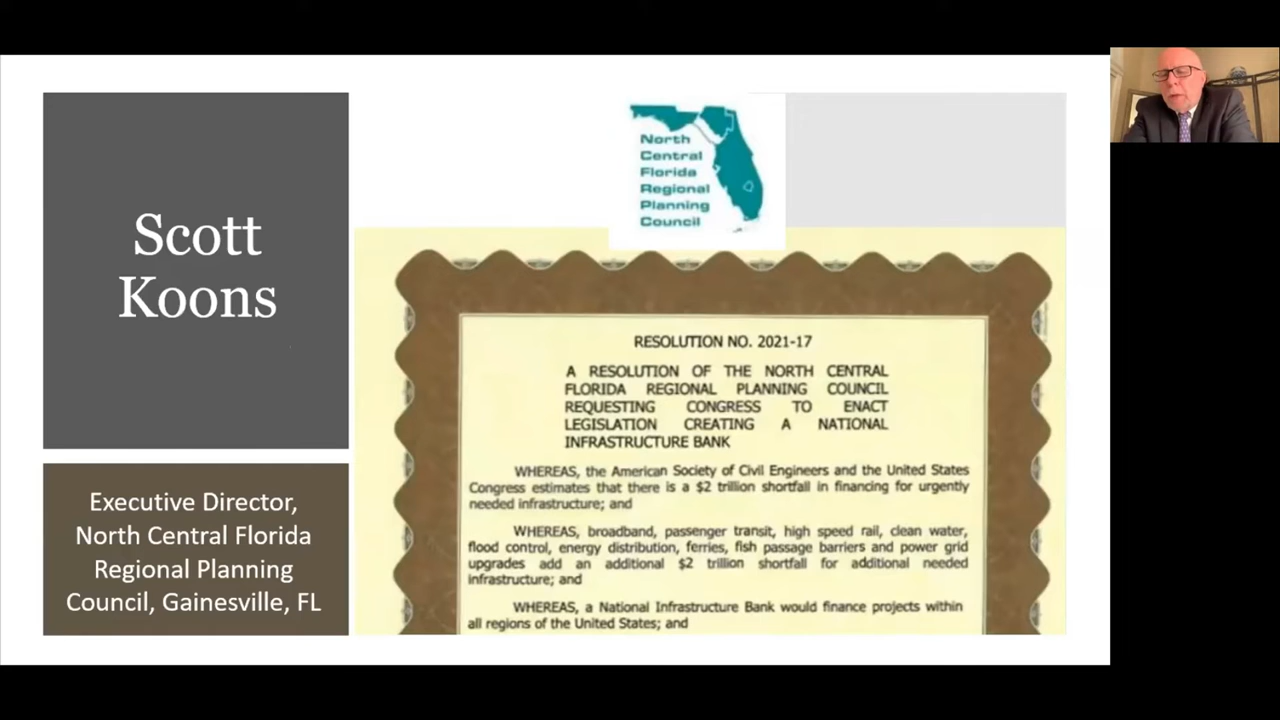 Scott
Koons
Executive Director,
North Central Florida
Regional Planning
Council, Gainesville, FL
North
Central
Florida
Regional
Planning
Council
RESOLUTION NO. 2021-17
A RESOLUTION OF THE NORTH CENTRAL
FLORIDA REGIONAL PLANNING COUNCIL
REQUESTING CONGRESS TO ENACT
LEGISLATION CREATING A NATIONAL
INFRASTRUCTURE BANK
WHEREAS, the American Society of Civil Engineers and the United States
Congress estimates that there is a $2 trillion shortfall in financing for urgently
needed infrastructure; and
WHEREAS, broadband, passenger transit, high speed rail, clean water,
flood control, energy distribution, ferries, fish passage barriers and power grid
upgrades add an additional $2 trillion shortfall for additional needed
infrastructure; and
WHEREAS, a National Infrastructure Bank would finance projects within
all regions of the United States; and